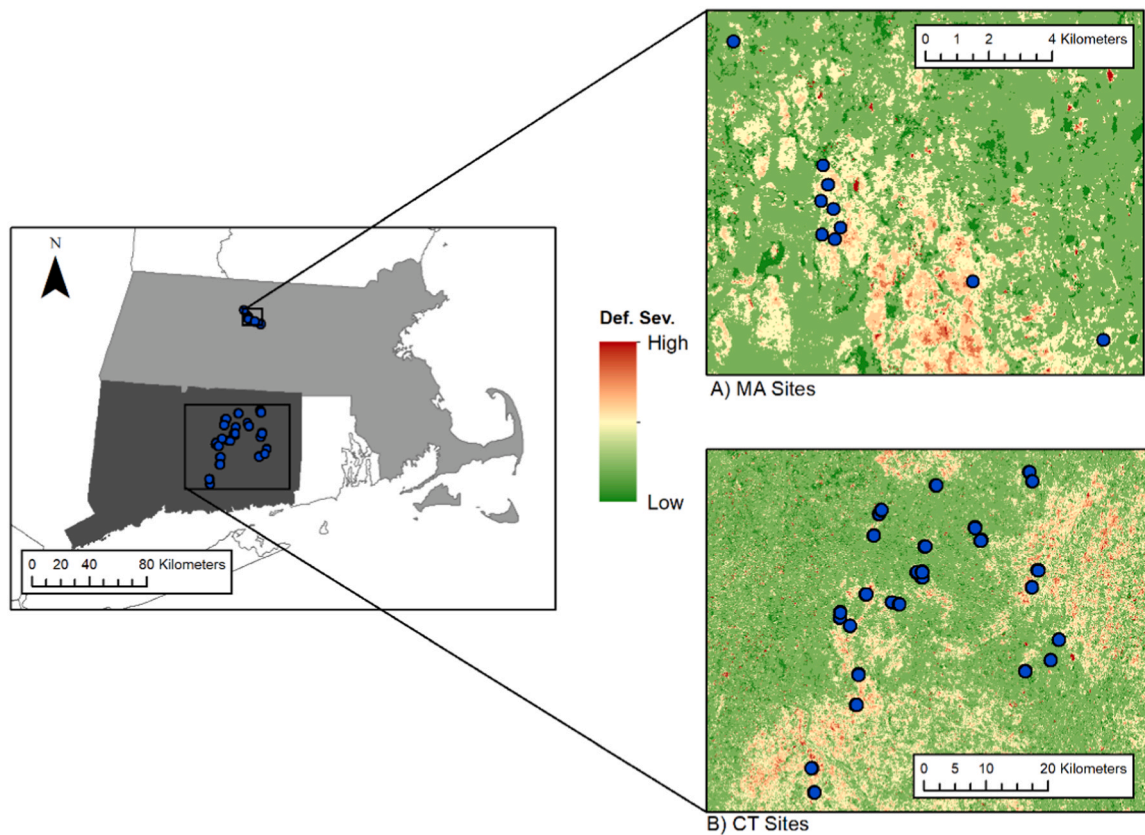 0 1 2 4 Kilometers
A) MA Sites
N
0 20 40 80 Kilometers
Def. Sev.
High
Low
0 5 10 20 Kilometers
B) CT Sites